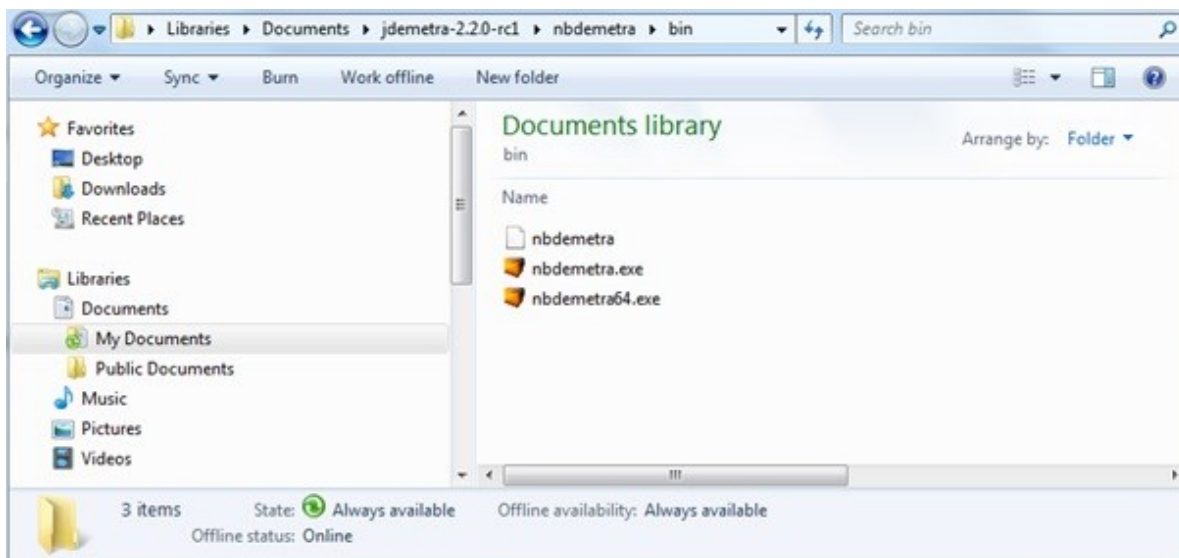 Libraries Documents jdemetra-2.2.0-rc1 nbdemetra bin Search bin
Organize Sync Burn Work offline New folder
Favorites
Desktop
Downloads
Recent Places
Libraries
Documents
My Documents
Public Documents
Music
Pictures
Videos
Documents library
bin
Arrange by: Folder
Name
nbdemetra
nbdemetra.exe
nbdemetra64.exe
3 items State: Always available Offline availability: Always available
Offline status: Online